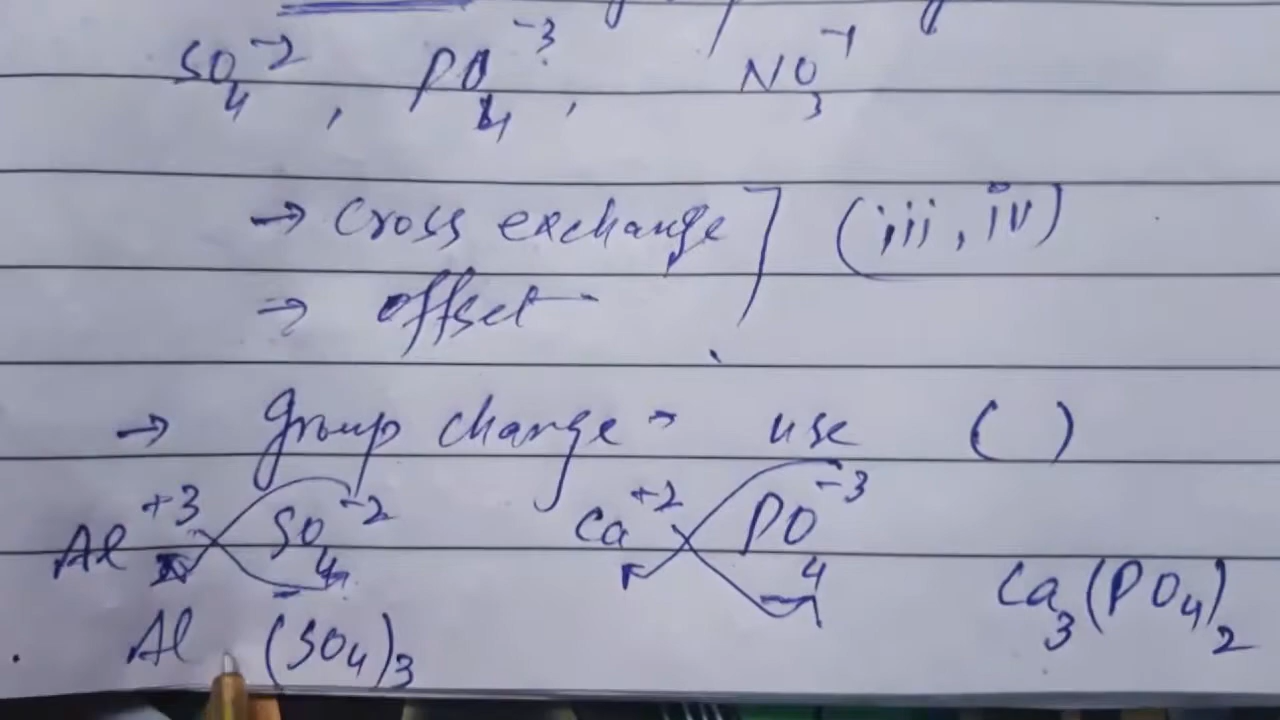 SO₄⁻², PO₄⁻³, NO₃⁻¹
→ Cross exchange ] (iii, iv)
→ offset
→ Group change → use ( )
Al⁺³ SO₄⁻² Ca⁺² PO₄⁻³
Al (SO₄)₃ Ca₃(PO₄)₂